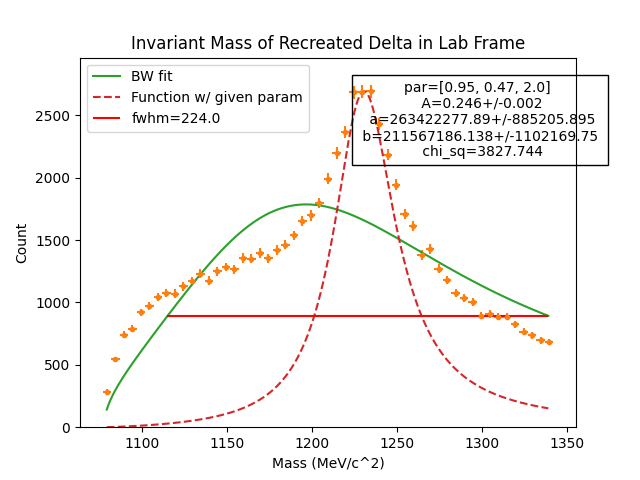 Invariant Mass of Recreated Delta in Lab Frame
BW fit
Function w/ given param
fwhm=224.0
par=[0.95, 0.47, 2.0]
A=0.246+/-0.002
a=263422277.89+/-885205.895
b=211567186.138+/-1102169.75
chi_sq=3827.744
Count
2500
2000
1500
1000
500
0
1100
1150
1200
1250
1300
1350
Mass (MeV/c^2)